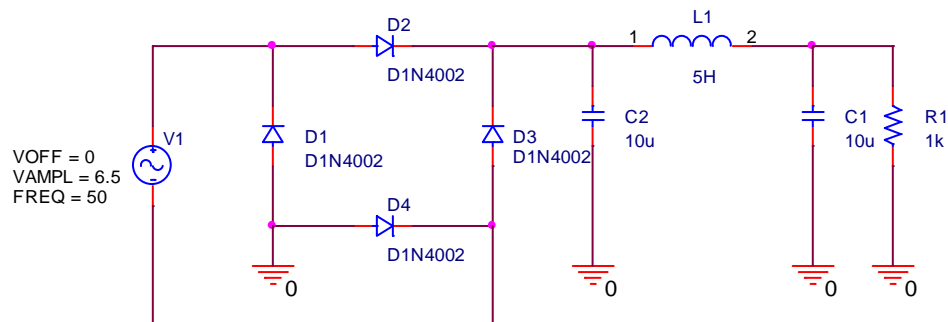 D2
D1N4002
L1
1
2
5H
V1
VOFF = 0
VAMPL = 6.5
FREQ = 50
D1
D1N4002
D3
D1N4002
C2
10u
C1
10u
R1
1k
D4
D1N4002
0
0
0
0